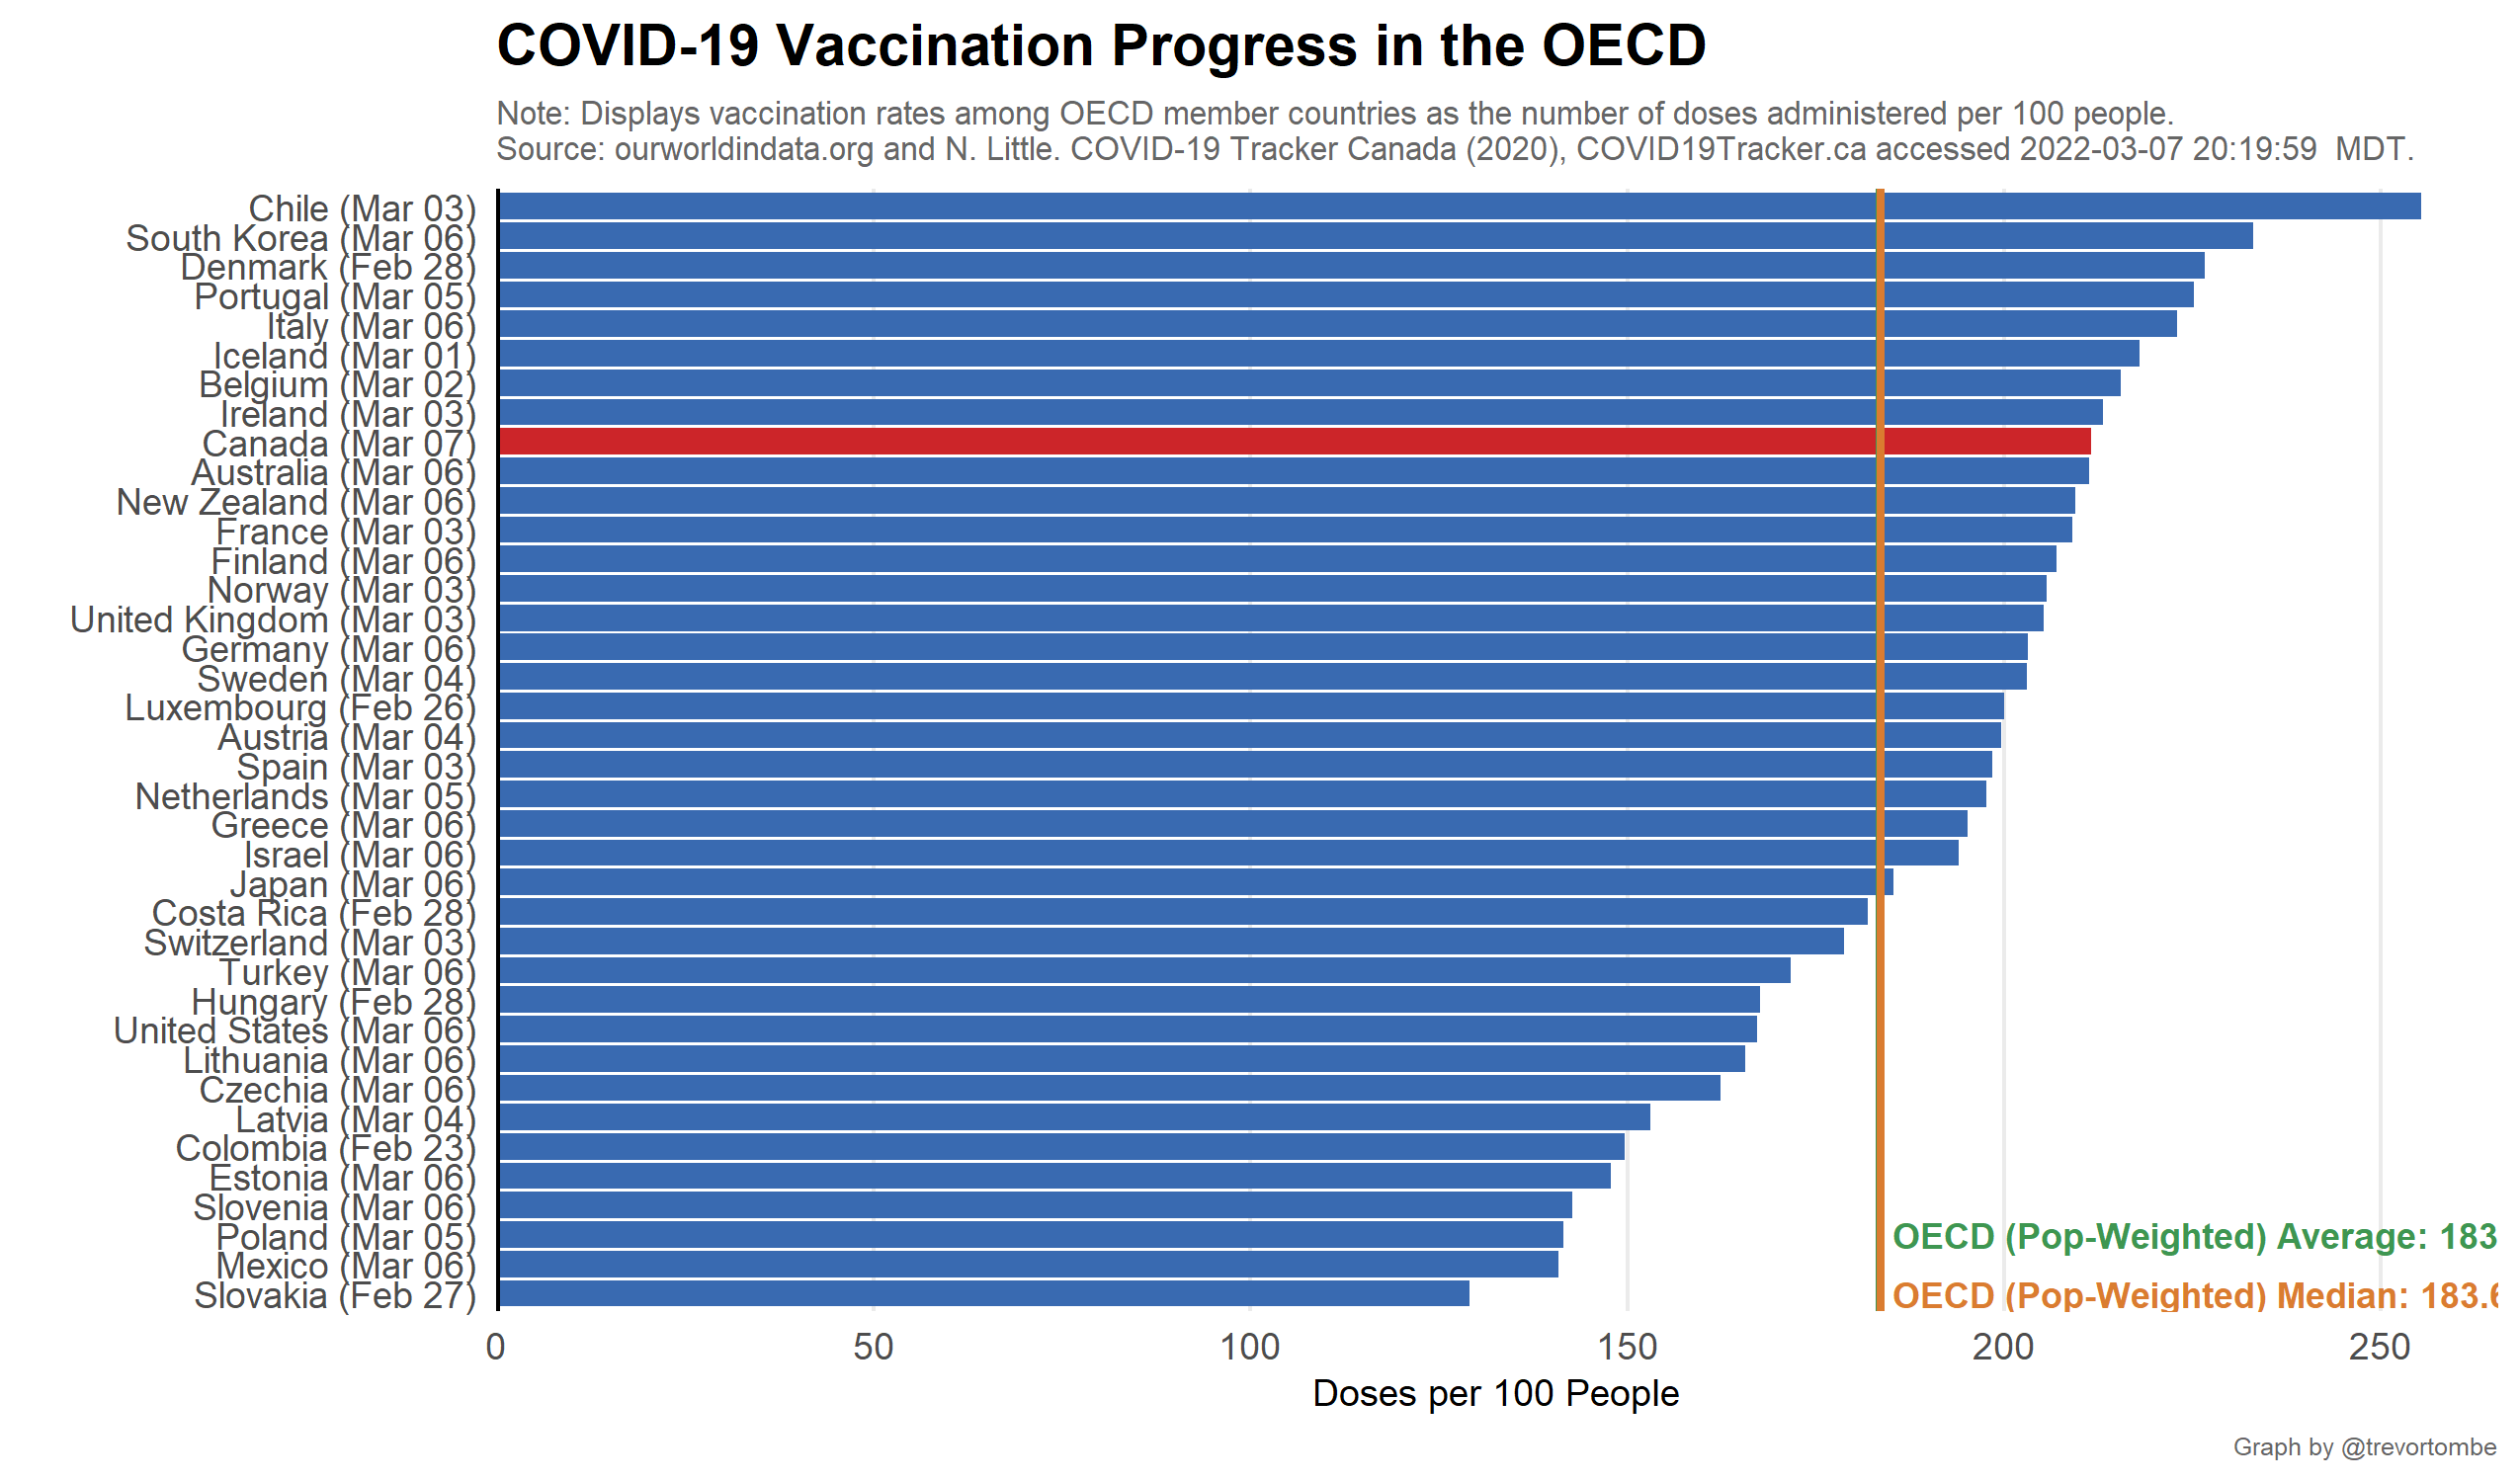 COVID-19 Vaccination Progress in the OECD
Note: Displays vaccination rates among OECD member countries as the number of doses administered per 100 people.
Source: ourworldindata.org and N. Little. COVID-19 Tracker Canada (2020), COVID19Tracker.ca accessed 2022-03-07 20:19:59 MDT.
Chile (Mar 03)
South Korea (Mar 06)
Denmark (Feb 28)
Portugal (Mar 05)
Italy (Mar 06)
Iceland (Mar 01)
Belgium (Mar 02)
Ireland (Mar 03)
Canada (Mar 07)
Australia (Mar 06)
New Zealand (Mar 06)
France (Mar 03)
Finland (Mar 06)
Norway (Mar 03)
United Kingdom (Mar 03)
Germany (Mar 06)
Sweden (Mar 04)
Luxembourg (Feb 26)
Austria (Mar 04)
Spain (Mar 03)
Netherlands (Mar 05)
Greece (Mar 06)
Israel (Mar 06)
Japan (Mar 06)
Costa Rica (Feb 28)
Switzerland (Mar 03)
Turkey (Mar 06)
Hungary (Feb 28)
United States (Mar 06)
Lithuania (Mar 06)
Czechia (Mar 06)
Latvia (Mar 04)
Colombia (Feb 23)
Estonia (Mar 06)
Slovenia (Mar 06)
Poland (Mar 05)
Mexico (Mar 06)
Slovakia (Feb 27)
OECD (Pop-Weighted) Average: 183
OECD (Pop-Weighted) Median: 183.6
0 50 100 150 200 250
Doses per 100 People
Graph by @trevortombe